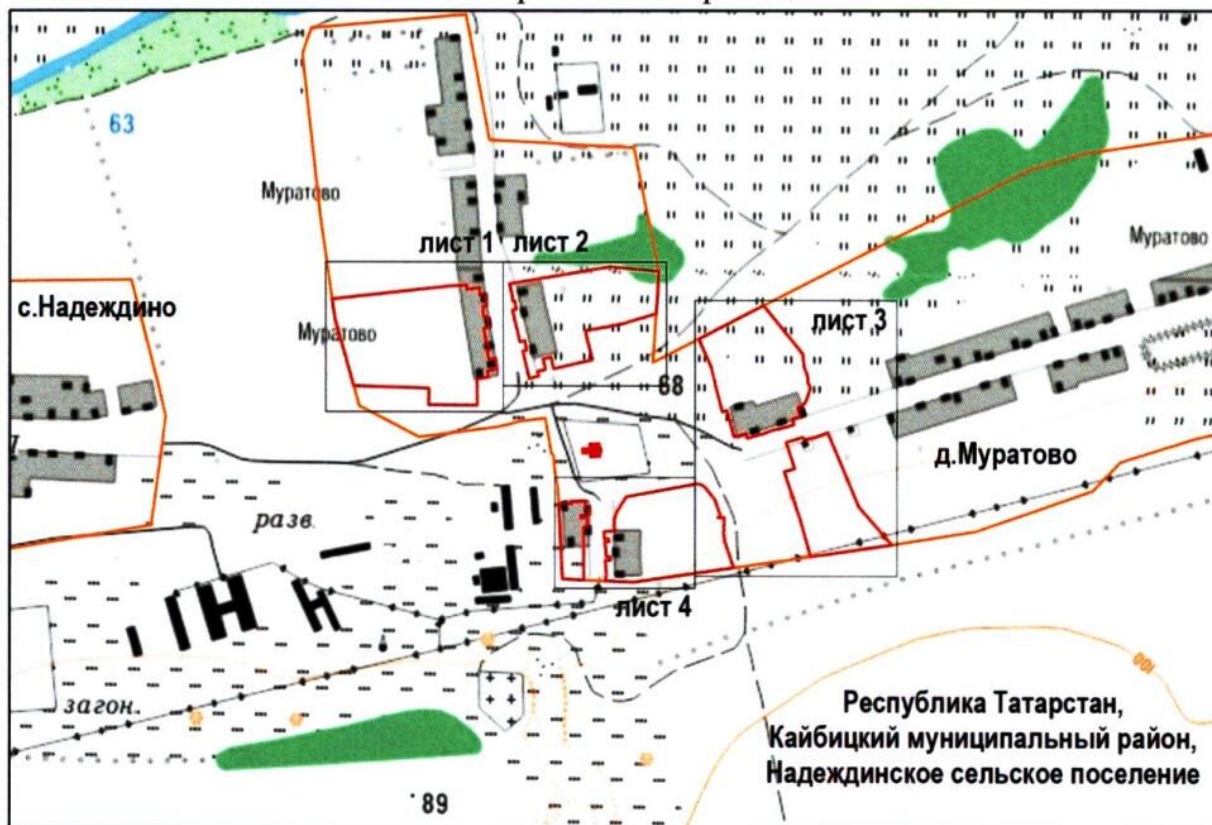 63
Муратово
Муратово
лист 1
лист 2
с.Надеждино
Муратово
лист 3
68
д.Муратово
разв.
лист 4
100
загон.
Республика Татарстан,
Кайбицкий муниципальный район,
Надеждинское сельское поселение
89